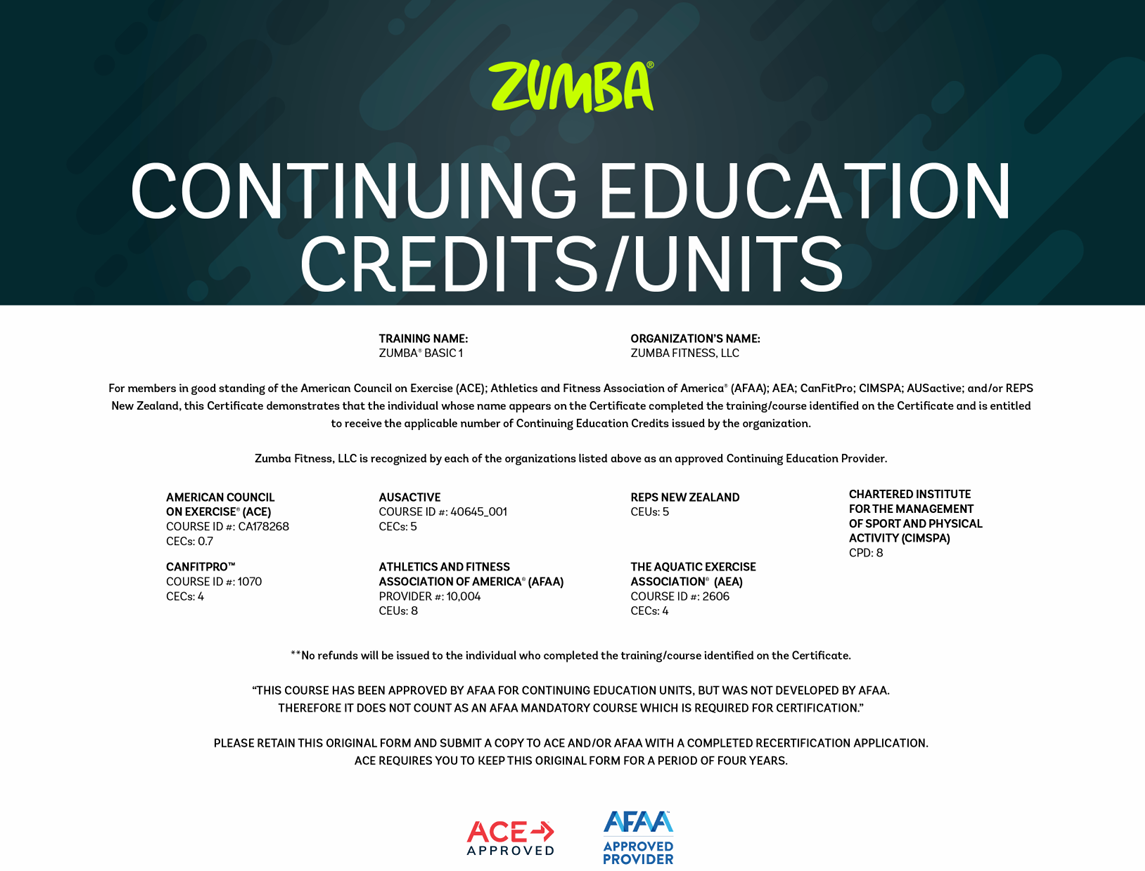 ZUMBA®
CONTINUING EDUCATION
CREDITS/UNITS
TRAINING NAME:
ZUMBA® BASIC 1
ORGANIZATION'S NAME:
ZUMBA FITNESS, LLC
For members in good standing of the American Council on Exercise (ACE); Athletics and Fitness Association of America® (AFAA); AEA; CanFitPro; CIMSPA; AUSactive; and/or REPS
New Zealand, this Certificate demonstrates that the individual whose name appears on the Certificate completed the training/course identified on the Certificate and is entitled
to receive the applicable number of Continuing Education Credits issued by the organization.
Zumba Fitness, LLC is recognized by each of the organizations listed above as an approved Continuing Education Provider.
AMERICAN COUNCIL
ON EXERCISE® (ACE)
COURSE ID #: CA178268
CECs: 0.7
AUSACTIVE
COURSE ID #: 40645_001
CECs: 5
REPS NEW ZEALAND
CEUs: 5
CHARTERED INSTITUTE
FOR THE MANAGEMENT
OF SPORT AND PHYSICAL
ACTIVITY (CIMSPA)
CPD: 8
CANFITPRO™
COURSE ID #: 1070
CECs: 4
ATHLETICS AND FITNESS
ASSOCIATION OF AMERICA® (AFAA)
PROVIDER #: 10,004
CEUs: 8
THE AQUATIC EXERCISE
ASSOCIATION® (AEA)
COURSE ID #: 2606
CECs: 4
**No refunds will be issued to the individual who completed the training/course identified on the Certificate.
“THIS COURSE HAS BEEN APPROVED BY AFAA FOR CONTINUING EDUCATION UNITS, BUT WAS NOT DEVELOPED BY AFAA.
THEREFORE IT DOES NOT COUNT AS AN AFAA MANDATORY COURSE WHICH IS REQUIRED FOR CERTIFICATION.”
PLEASE RETAIN THIS ORIGINAL FORM AND SUBMIT A COPY TO ACE AND/OR AFAA WITH A COMPLETED RECERTIFICATION APPLICATION.
ACE REQUIRES YOU TO KEEP THIS ORIGINAL FORM FOR A PERIOD OF FOUR YEARS.
ACE
APPROVED
AFAA
APPROVED
PROVIDER